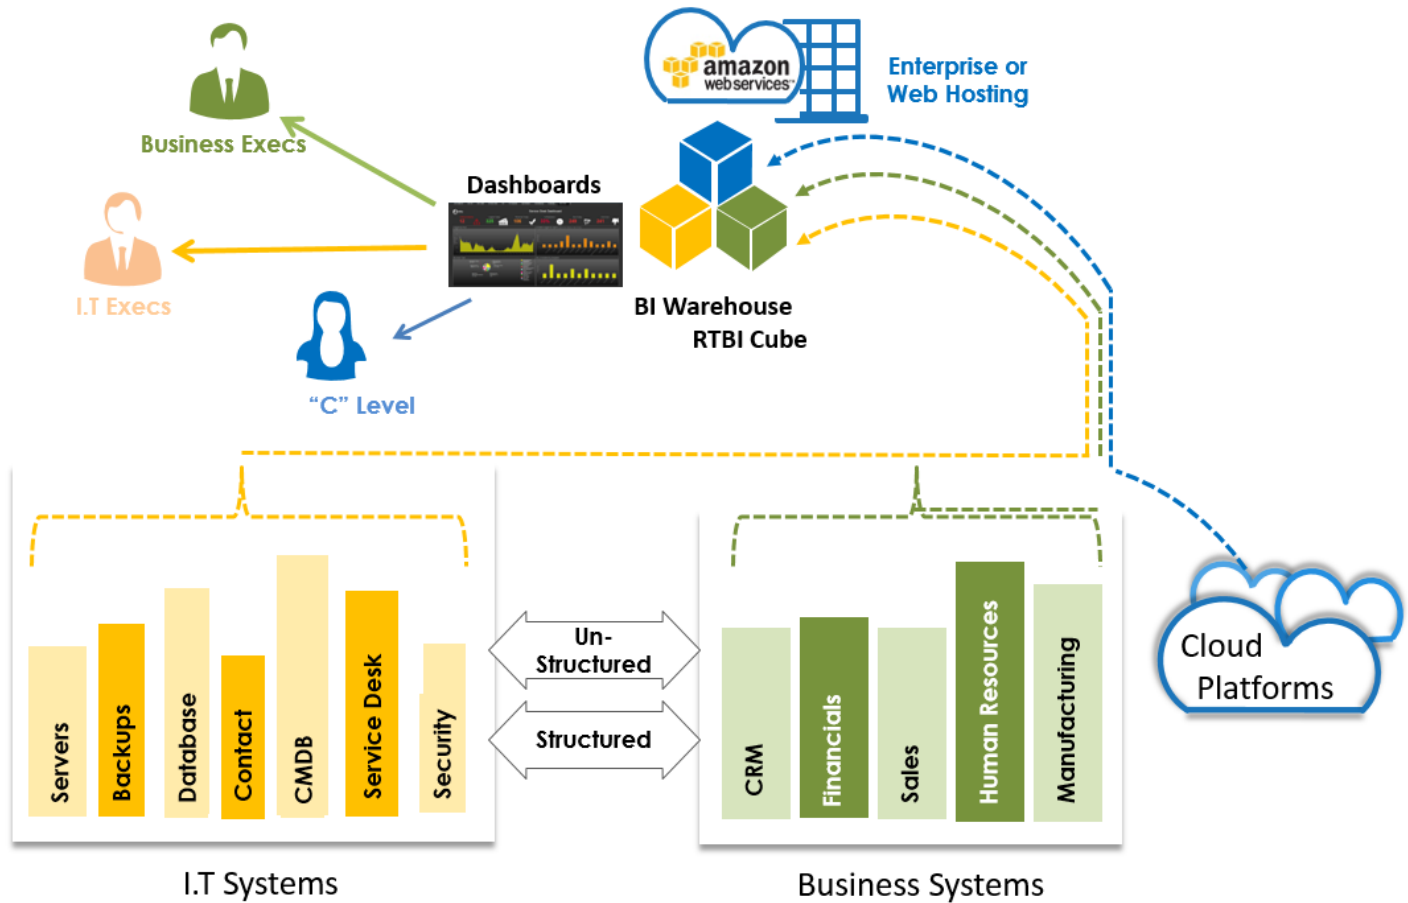 amazon
webservices™
Enterprise or
Web Hosting
Business Execs
Dashboards
I.T Execs
BI Warehouse
RTBI Cube
“C” Level
Servers
Backups
Database
Contact
CMDB
Service Desk
Security
Un-
Structured
Structured
CRM
Financials
Sales
Human Resources
Manufacturing
Cloud
Platforms
I.T Systems
Business Systems